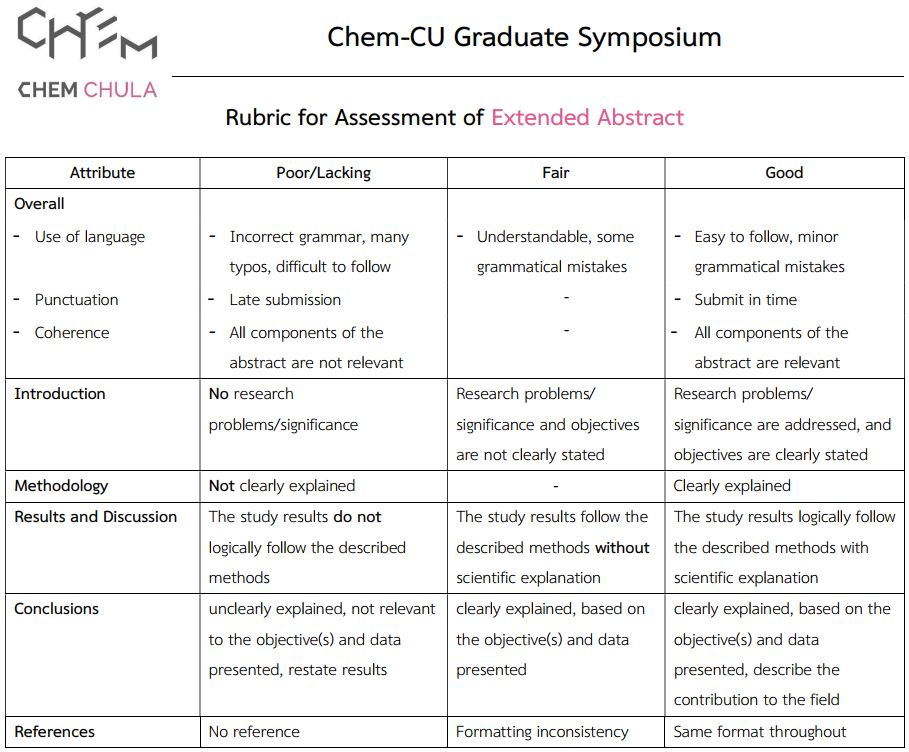 CHEM
CHEM CHULA
Chem-CU Graduate Symposium
Rubric for Assessment of Extended Abstract
Attribute Poor/Lacking Fair Good
Overall
- Use of language - Incorrect grammar, many - Understandable, some - Easy to follow, minor
typos, difficult to follow grammatical mistakes grammatical mistakes
- Punctuation - Late submission - - Submit in time
- Coherence - All components of the - - All components of the
abstract are not relevant abstract are relevant
Introduction No research Research problems/ Research problems/
problems/significance significance and objectives significance are addressed, and
are not clearly stated objectives are clearly stated
Methodology Not clearly explained - Clearly explained
Results and Discussion The study results do not The study results follow the The study results logically follow
logically follow the described described methods without the described methods with
methods scientific explanation scientific explanation
Conclusions unclearly explained, not relevant clearly explained, based on clearly explained, based on the
to the objective(s) and data the objective(s) and data objective(s) and data
presented, restate results presented presented, describe the
contribution to the field
References No reference Formatting inconsistency Same format throughout